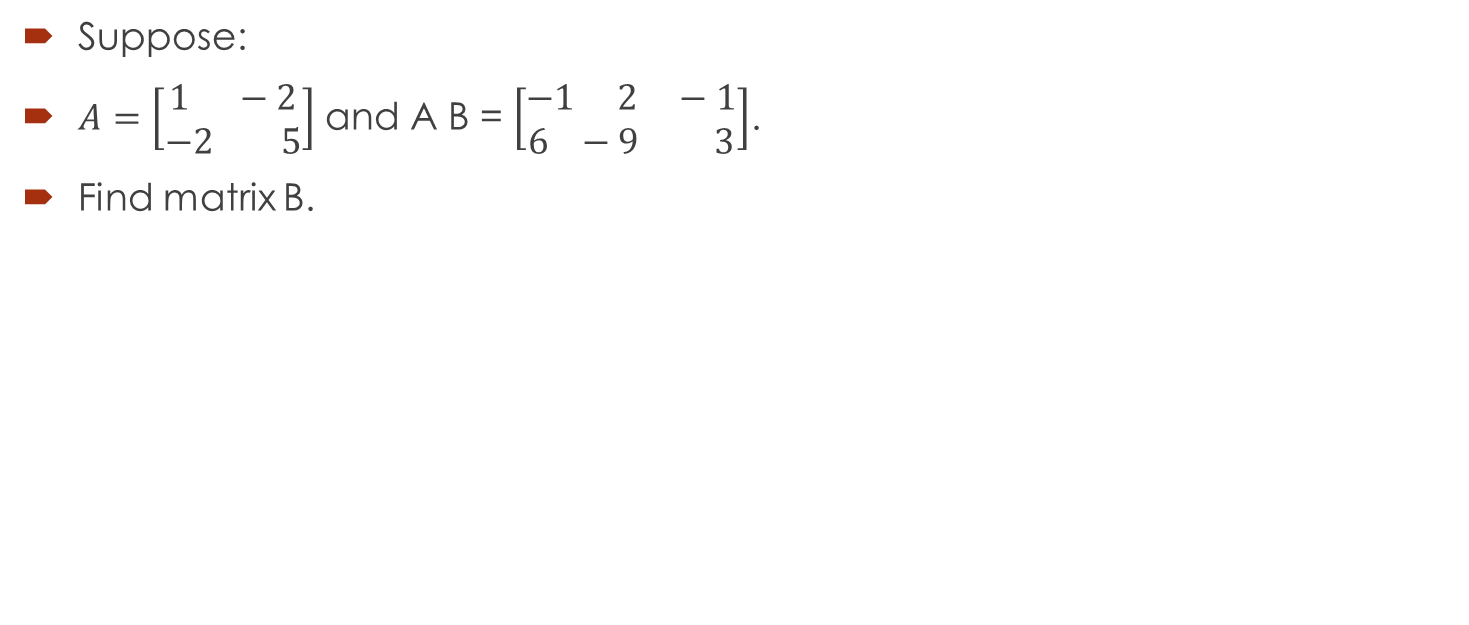 Suppose:
A = [1 − 2 −2 5] and A B = [−1 2 − 1 6 − 9 3].
Find matrix B.